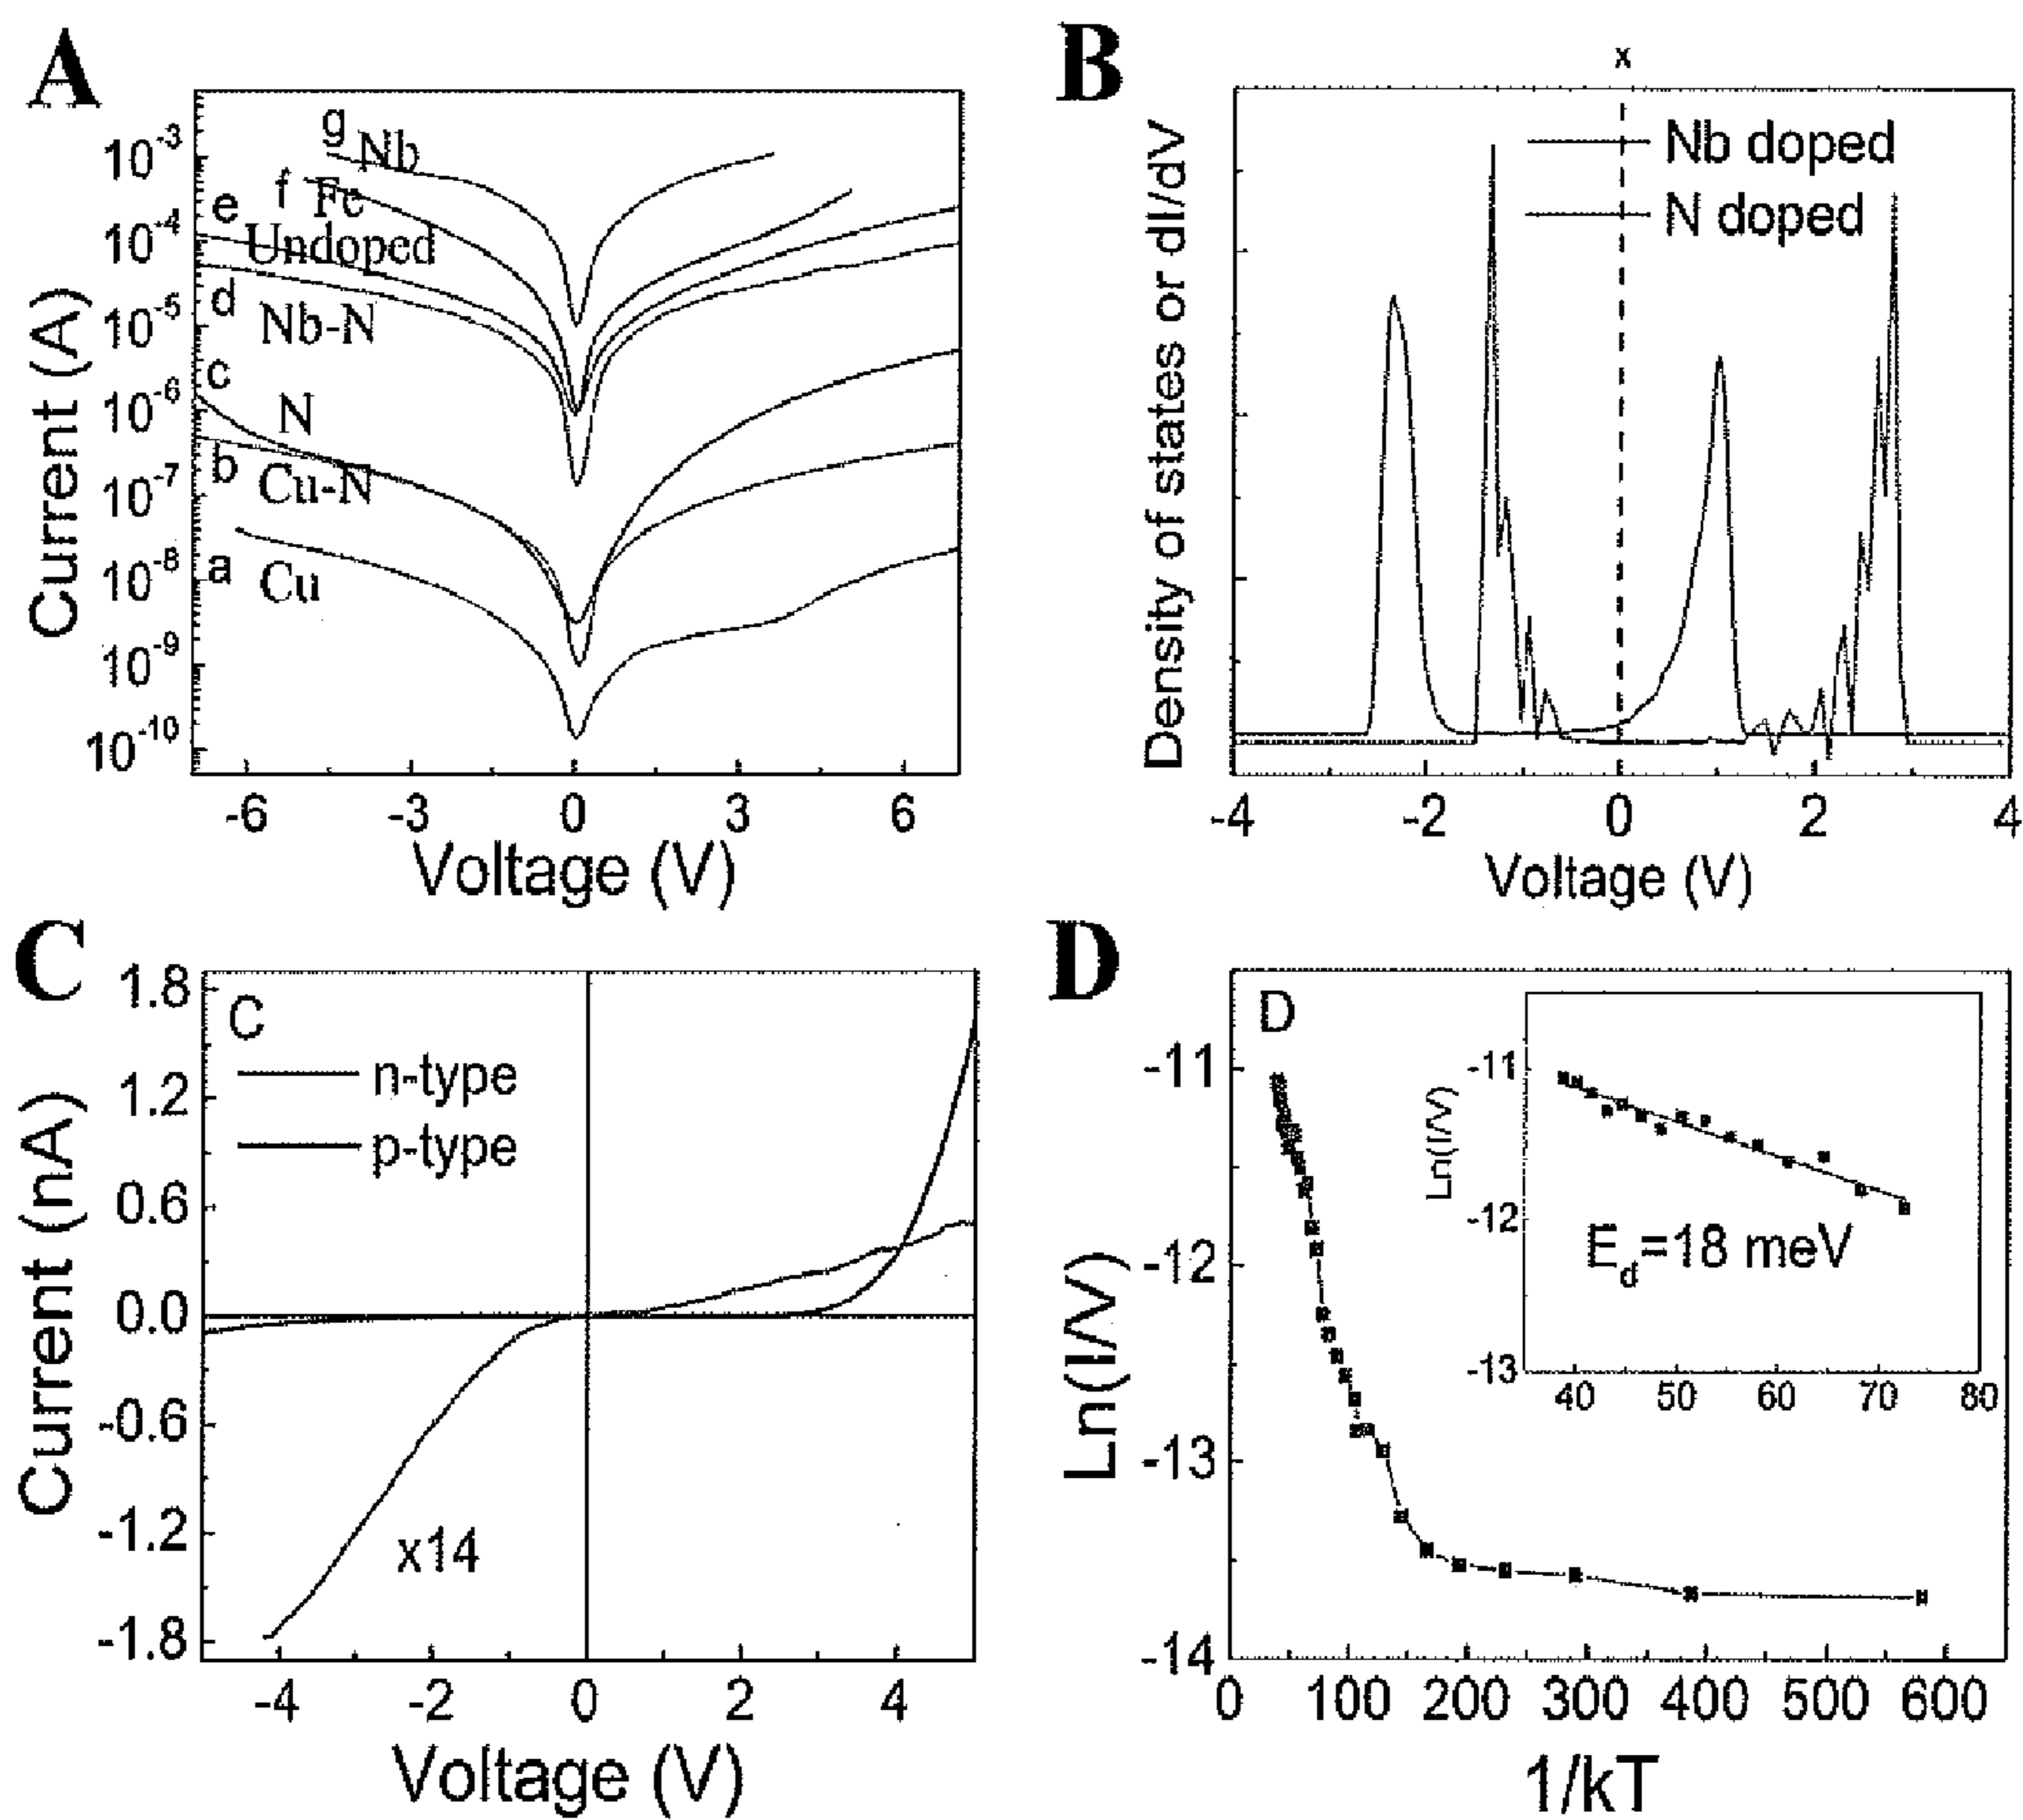 A
g Nb
f Fe
e
Undoped
d
Nb-N
c
N
b
Cu-N
a
Cu
10^-3
10^-4
10^-5
10^-6
10^-7
10^-8
10^-9
10^-10
Current (A)
-6 -3 0 3 6
Voltage (V)
B
x
Nb doped
N doped
Density of states or dI/dV
-4 -2 0 2 4
Voltage (V)
C
C
n-type
p-type
1.8
1.2
0.6
0.0
-0.6
-1.2
-1.8
Current (nA)
x14
-4 -2 0 2 4
Voltage (V)
D
D
-11
-12
-13
-14
Ln(I/V)
0 100 200 300 400 500 600
1/kT
-11
-12
-13
Ln(I/V)
E_d=18 meV
40 50 60 70 80